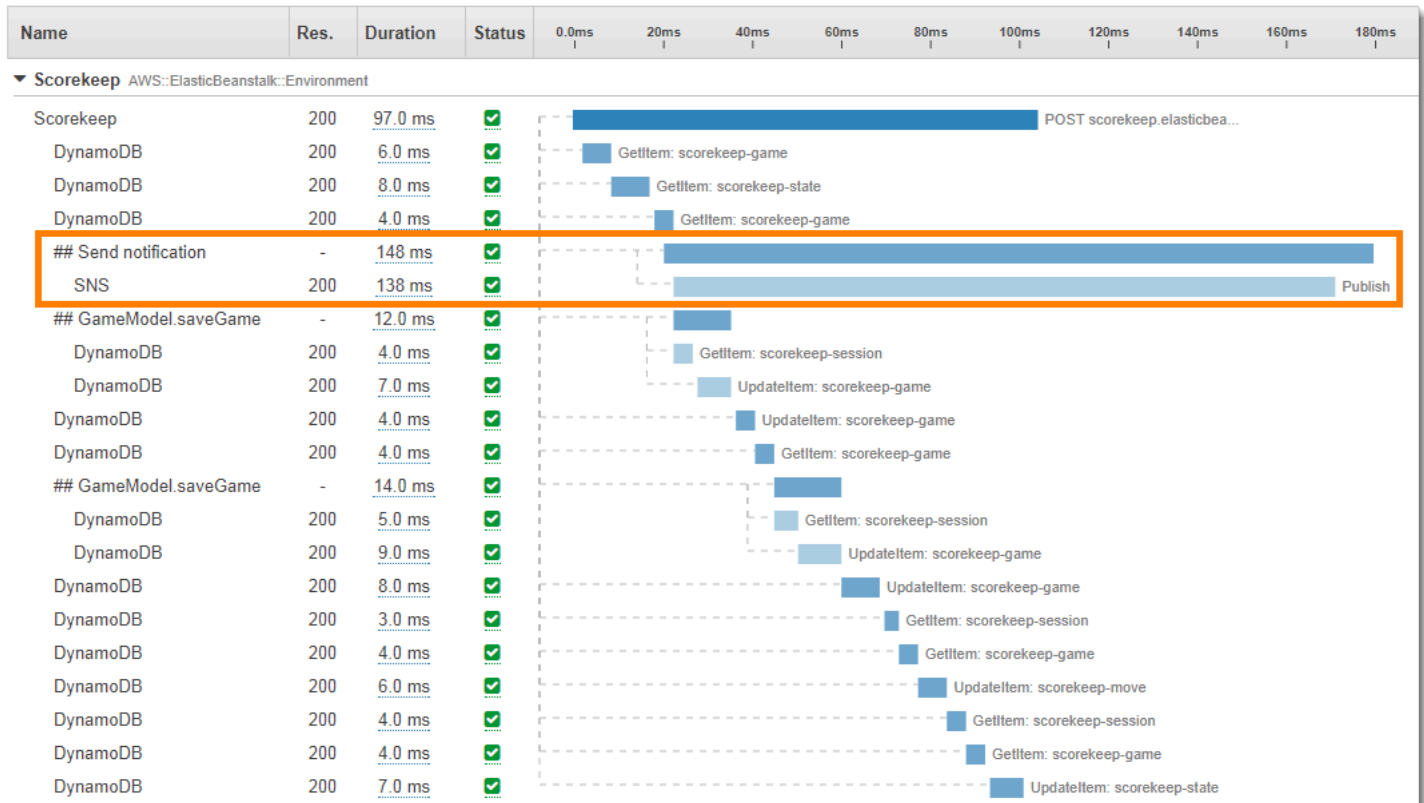 Name Res. Duration Status 0.0ms 20ms 40ms 60ms 80ms 100ms 120ms 140ms 160ms 180ms
Scorekeep AWS::ElasticBeanstalk::Environment
Scorekeep 200 97.0 ms POST scorekeep.elasticbea...
DynamoDB 200 6.0 ms GetItem: scorekeep-game
DynamoDB 200 8.0 ms GetItem: scorekeep-state
DynamoDB 200 4.0 ms GetItem: scorekeep-game
## Send notification - 148 ms
SNS 200 138 ms Publish
## GameModel.saveGame - 12.0 ms
DynamoDB 200 4.0 ms GetItem: scorekeep-session
DynamoDB 200 7.0 ms UpdateItem: scorekeep-game
DynamoDB 200 4.0 ms UpdateItem: scorekeep-game
DynamoDB 200 4.0 ms GetItem: scorekeep-game
## GameModel.saveGame - 14.0 ms
DynamoDB 200 5.0 ms GetItem: scorekeep-session
DynamoDB 200 9.0 ms UpdateItem: scorekeep-game
DynamoDB 200 8.0 ms UpdateItem: scorekeep-game
DynamoDB 200 3.0 ms GetItem: scorekeep-session
DynamoDB 200 4.0 ms GetItem: scorekeep-game
DynamoDB 200 6.0 ms UpdateItem: scorekeep-move
DynamoDB 200 4.0 ms GetItem: scorekeep-session
DynamoDB 200 4.0 ms GetItem: scorekeep-game
DynamoDB 200 7.0 ms UpdateItem: scorekeep-state